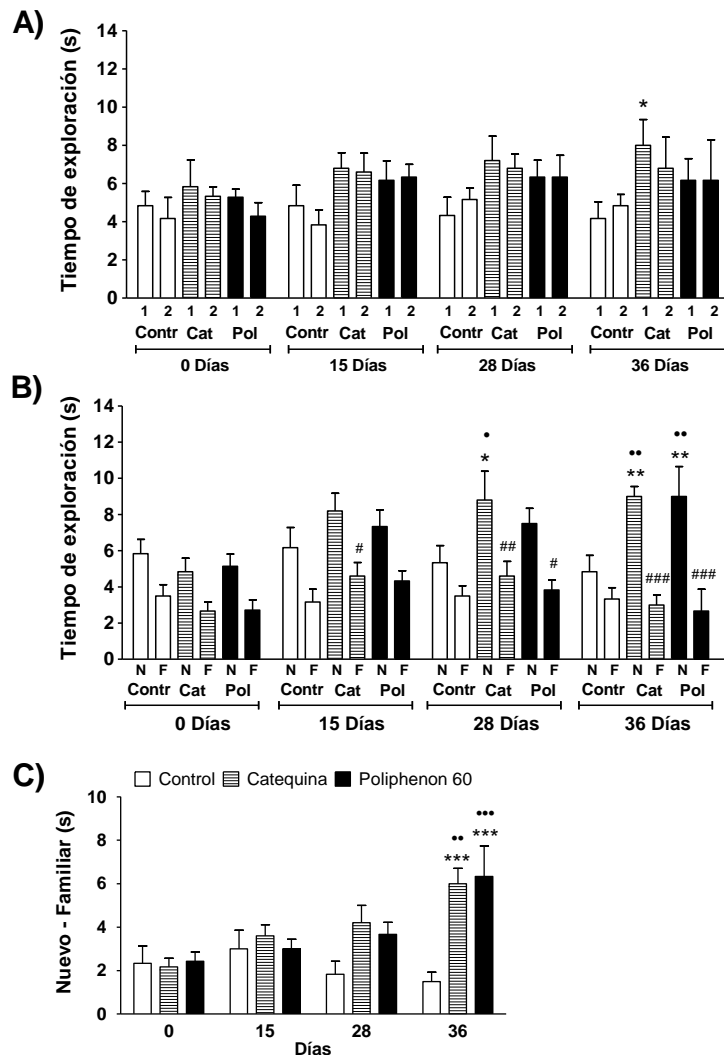 A)
Tiempo de exploración (s)
14
12
10
8
6
4
2
0
*
1 2 1 2 1 2 1 2 1 2 1 2 1 2 1 2 1 2 1 2 1 2 1 2
Contr Cat Pol Contr Cat Pol Contr Cat Pol Contr Cat Pol
0 Días 15 Días 28 Días 36 Días
B)
Tiempo de exploración (s)
14
12
10
8
6
4
2
0
• •• ••
* ** **
# ## # ### ###
N F N F N F N F N F N F N F N F N F N F N F N F
Contr Cat Pol Contr Cat Pol Contr Cat Pol Contr Cat Pol
0 Días 15 Días 28 Días 36 Días
C)
Control Catequina Poliphenon 60
Nuevo - Familiar (s)
10
8
6
4
2
0
•• •••
*** ***
0 15 28 36
Días